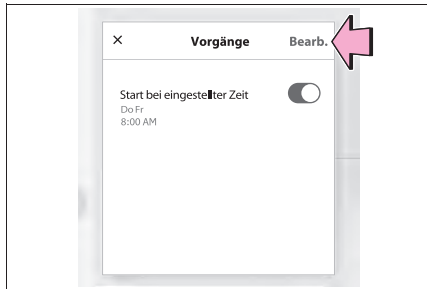 × Vorgänge Bearb.
Start bei eingestellter Zeit
Do Fr
8:00 AM